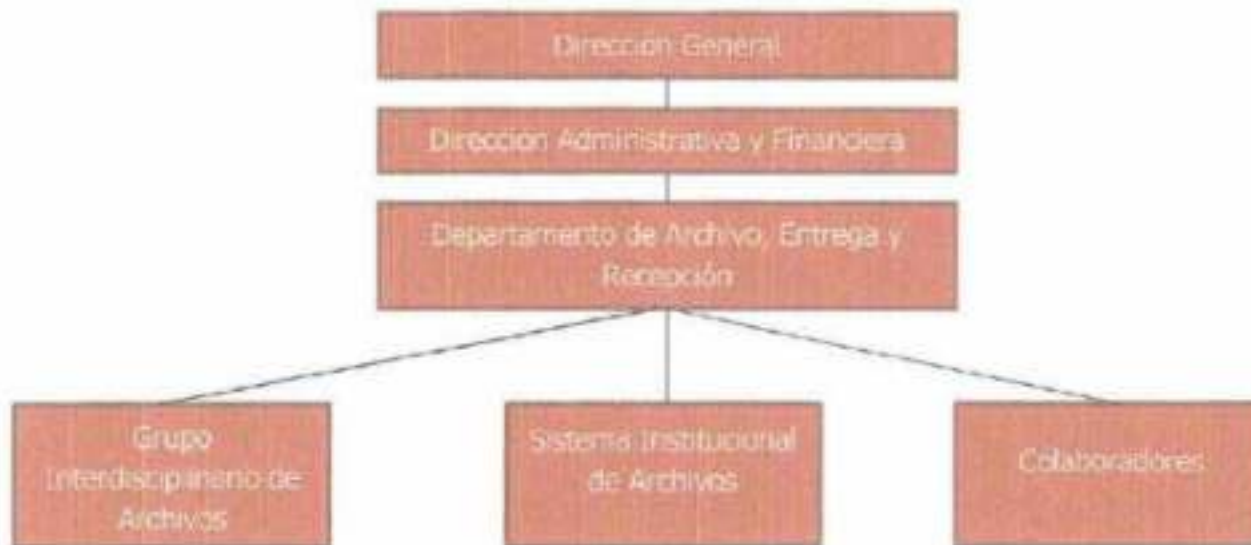 Dirección General
Dirección Administrativa y Financiera
Departamento de Archivo, Entrega y
Recepción
Grupo
Interdisciplinario de
Archivos
Sistema Institucional
de Archivos
Colaboradores